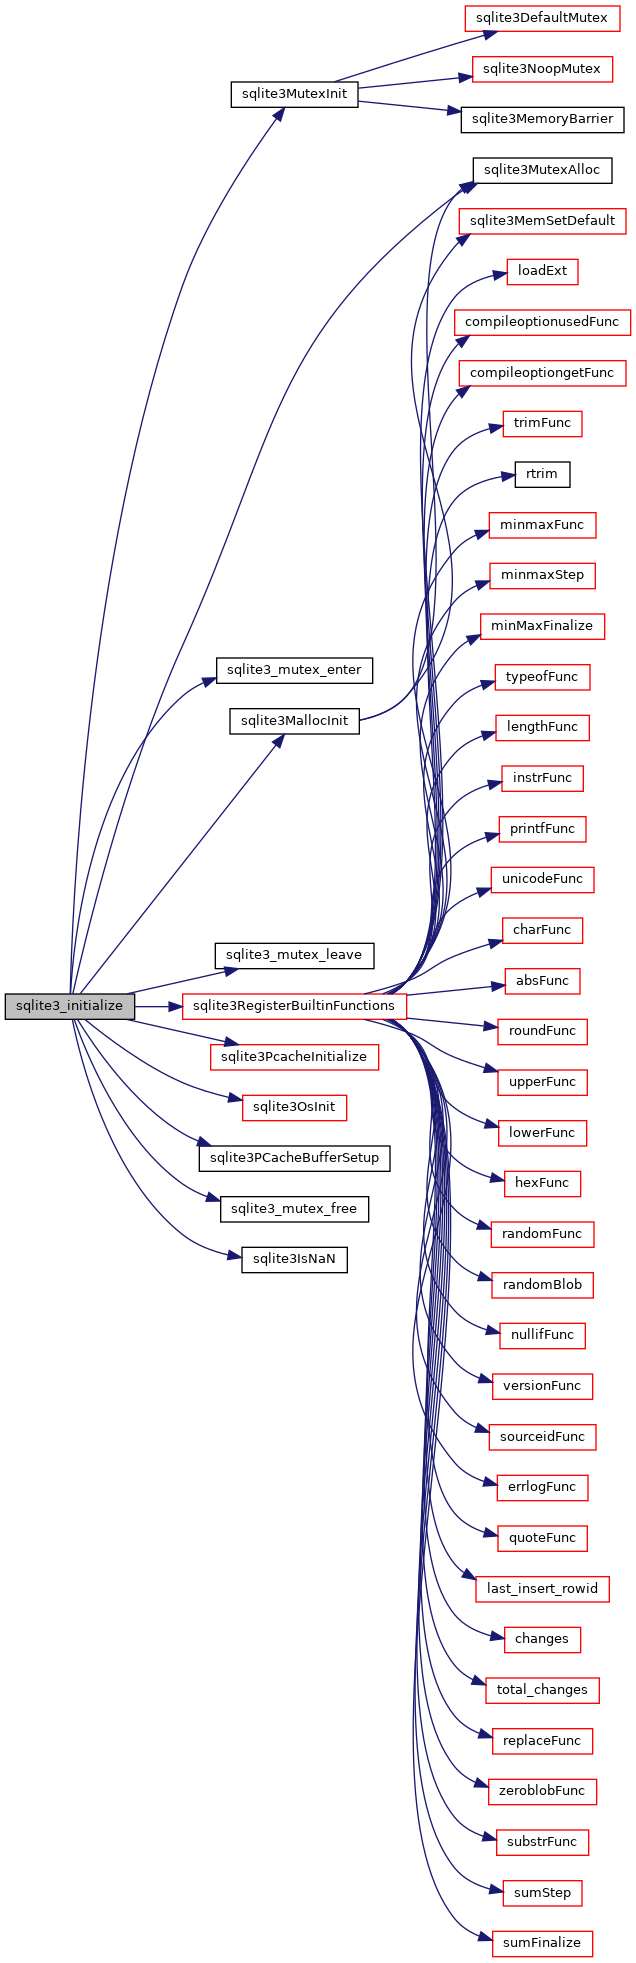 sqlite3DefaultMutex
sqlite3NoopMutex
sqlite3MutexInit
sqlite3MemoryBarrier
sqlite3MutexAlloc
sqlite3MemSetDefault
loadExt
compileoptionusedFunc
compileoptiongetFunc
trimFunc
rtrim
minmaxFunc
minmaxStep
minMaxFinalize
sqlite3_mutex_enter
typeofFunc
sqlite3MallocInit
lengthFunc
instrFunc
printfFunc
unicodeFunc
charFunc
sqlite3_mutex_leave
absFunc
sqlite3_initialize
sqlite3RegisterBuiltinFunctions
roundFunc
sqlite3PcacheInitialize
upperFunc
sqlite3OsInit
lowerFunc
sqlite3PCacheBufferSetup
hexFunc
sqlite3_mutex_free
randomFunc
sqlite3IsNaN
randomBlob
nullifFunc
versionFunc
sourceidFunc
errlogFunc
quoteFunc
last_insert_rowid
changes
total_changes
replaceFunc
zeroblobFunc
substrFunc
sumStep
sumFinalize